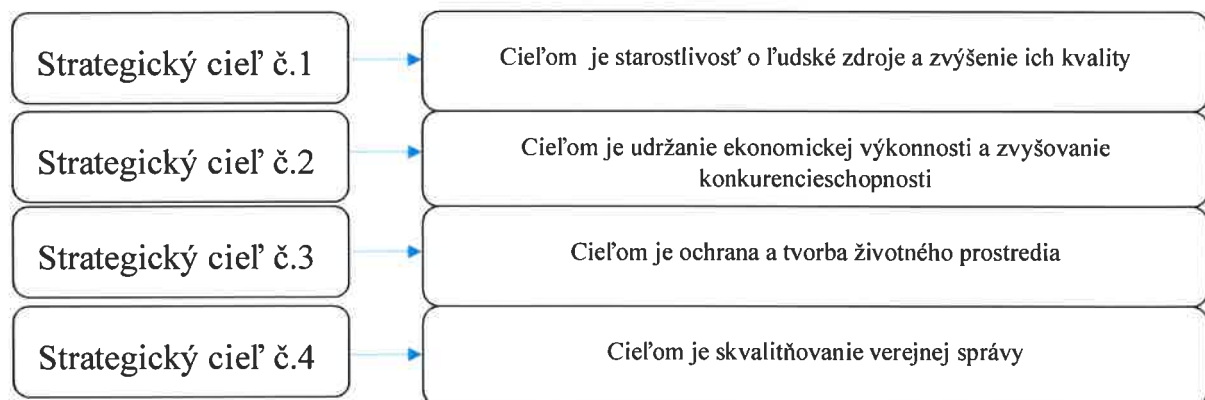 Strategický cieľ č.1
Cieľom je starostlivosť o ľudské zdroje a zvýšenie ich kvality
Strategický cieľ č.2
Cieľom je udržanie ekonomickej výkonnosti a zvyšovanie
konkurencieschopnosti
Strategický cieľ č.3
Cieľom je ochrana a tvorba životného prostredia
Strategický cieľ č.4
Cieľom je skvalitňovanie verejnej správy